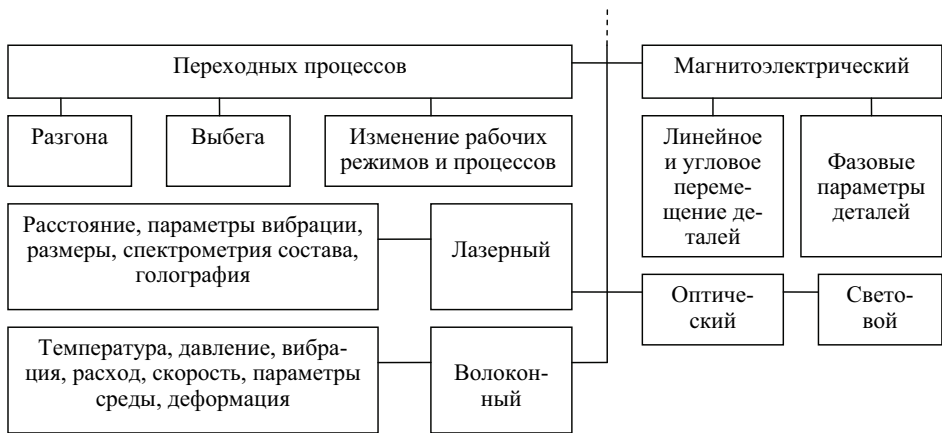 Переходных процессов
Магнитоэлектрический
Разгона
Выбега
Изменение рабочих
режимов и процессов
Линейное
и угловое
переме-
щение де-
талей
Фазовые
параметры
деталей
Расстояние, параметры вибрации,
размеры, спектрометрия состава,
голография
Лазерный
Оптиче-
ский
Свето-
вой
Температура, давление, вибра-
ция, расход, скорость, параметры
среды, деформация
Волокон-
ный